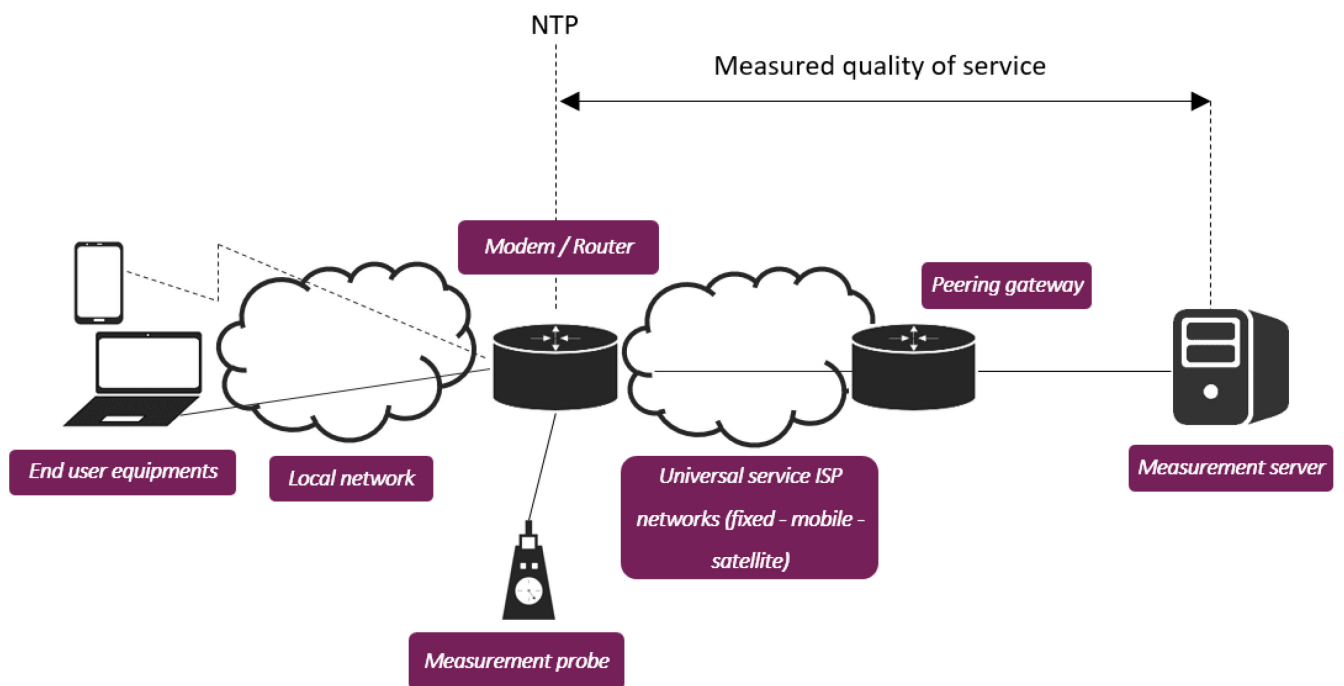 NTP
Measured quality of service
Modem / Router
Peering gateway
End user equipments
Local network
Universal service ISP
networks (fixed - mobile -
satellite)
Measurement server
Measurement probe